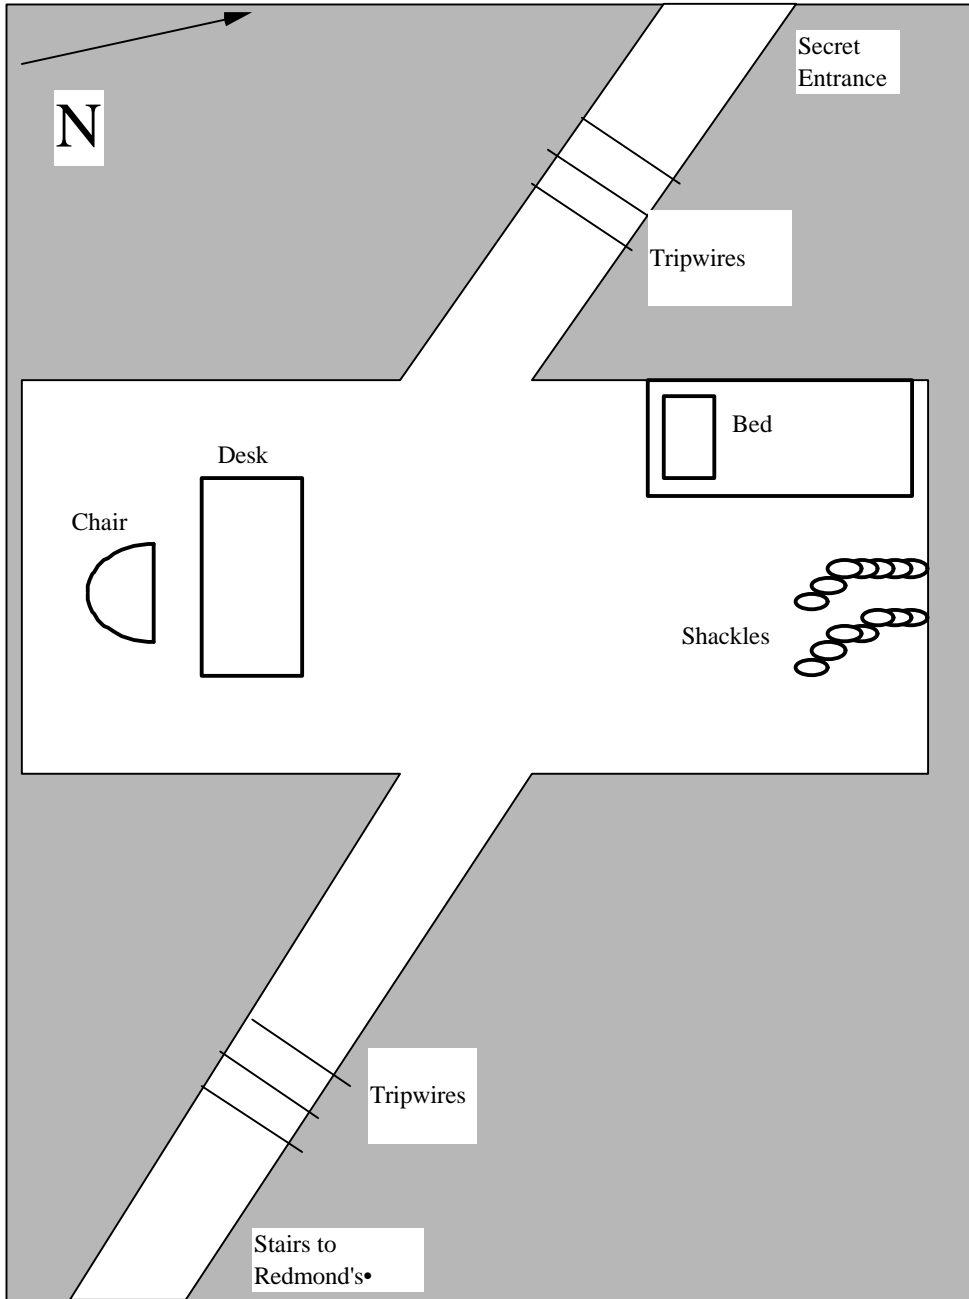 Secret
Entrance
N
Tripwires
Bed
Desk
Chair
Shackles
Tripwires
Stairs to
Redmond's•